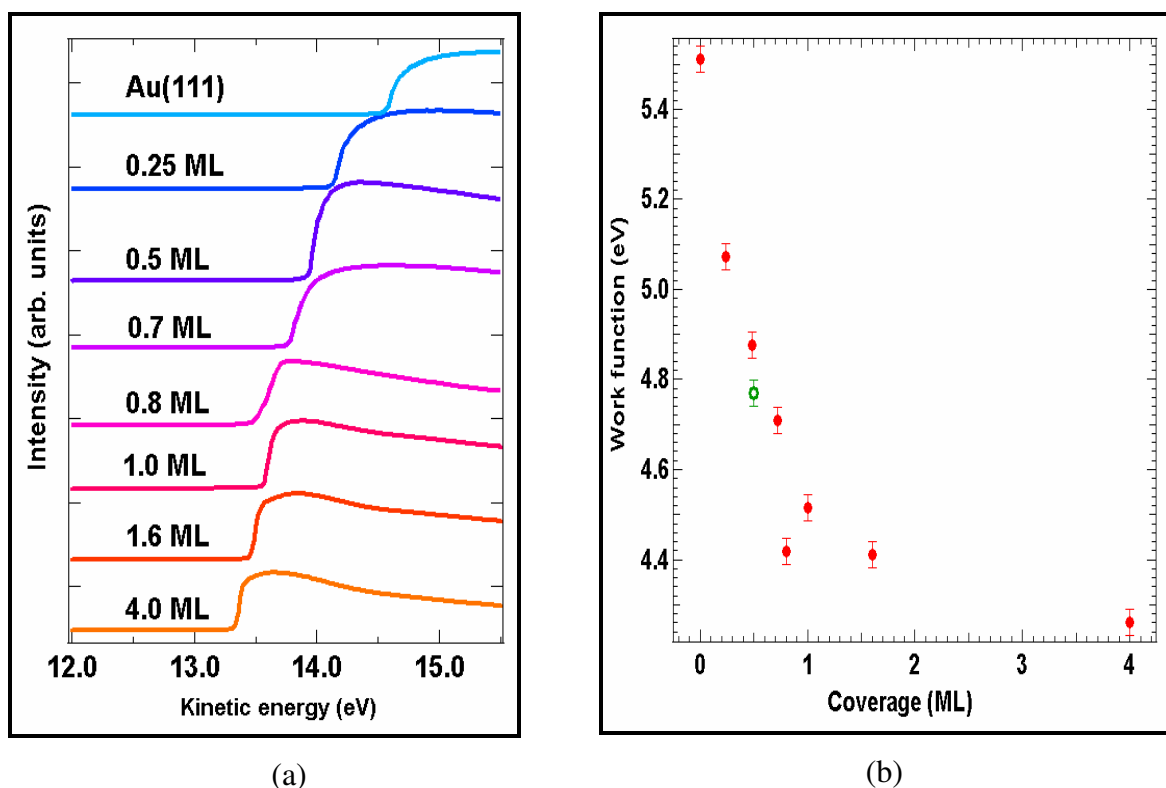 Au(111)
0.25 ML
0.5 ML
0.7 ML
0.8 ML
1.0 ML
1.6 ML
4.0 ML
Intensity (arb. units)
12.0 13.0 14.0 15.0
Kinetic energy (eV)
(a)
5.4
5.2
5.0
4.8
4.6
4.4
Work function (eV)
0 1 2 3 4
Coverage (ML)
(b)